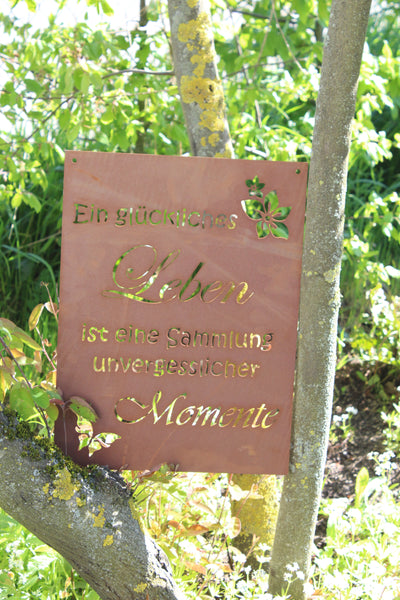 Ein glückliches
Leben
ist eine Sammlung
unvergesslicher
Momente